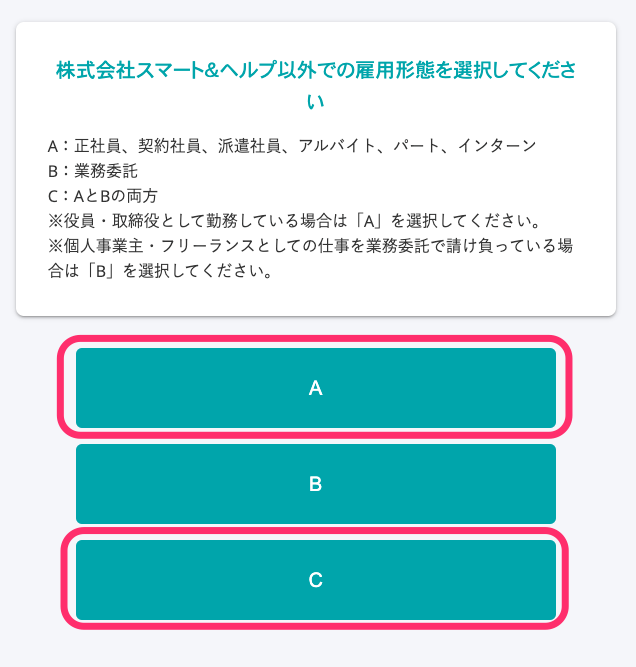 株式会社スマート&ヘルプ以外での雇用形態を選択してくださ
い
A：正社員、契約社員、派遣社員、アルバイト、パート、インターン
B：業務委託
C：AとBの両方
※役員・取締役として勤務している場合は「A」を選択してください。
※個人事業主・フリーランスとしての仕事を業務委託で請け負っている場
合は「B」を選択してください。
A
B
C